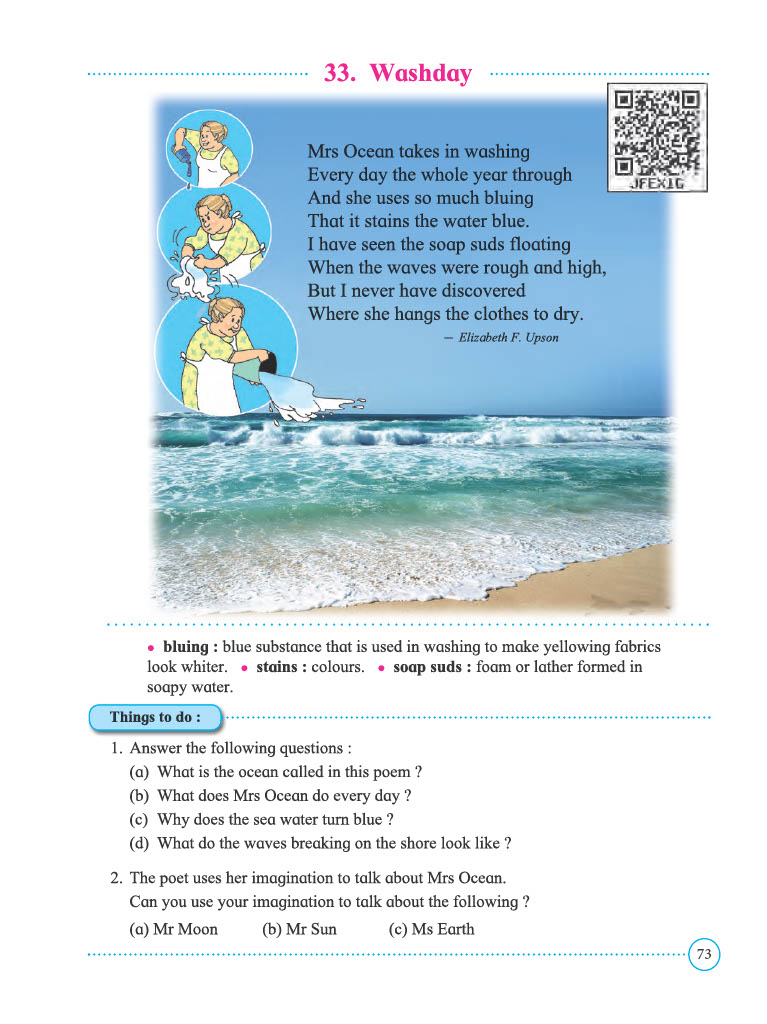 33. Washday
JFEX1G
Mrs Ocean takes in washing
Every day the whole year through
And she uses so much bluing
That it stains the water blue.
I have seen the soap suds floating
When the waves were rough and high,
But I never have discovered
Where she hangs the clothes to dry.
— Elizabeth F. Upson
• bluing : blue substance that is used in washing to make yellowing fabrics
look whiter. • stains : colours. • soap suds : foam or lather formed in
soapy water.
Things to do :
1. Answer the following questions :
(a) What is the ocean called in this poem ?
(b) What does Mrs Ocean do every day ?
(c) Why does the sea water turn blue ?
(d) What do the waves breaking on the shore look like ?
2. The poet uses her imagination to talk about Mrs Ocean.
Can you use your imagination to talk about the following ?
(a) Mr Moon (b) Mr Sun (c) Ms Earth
73